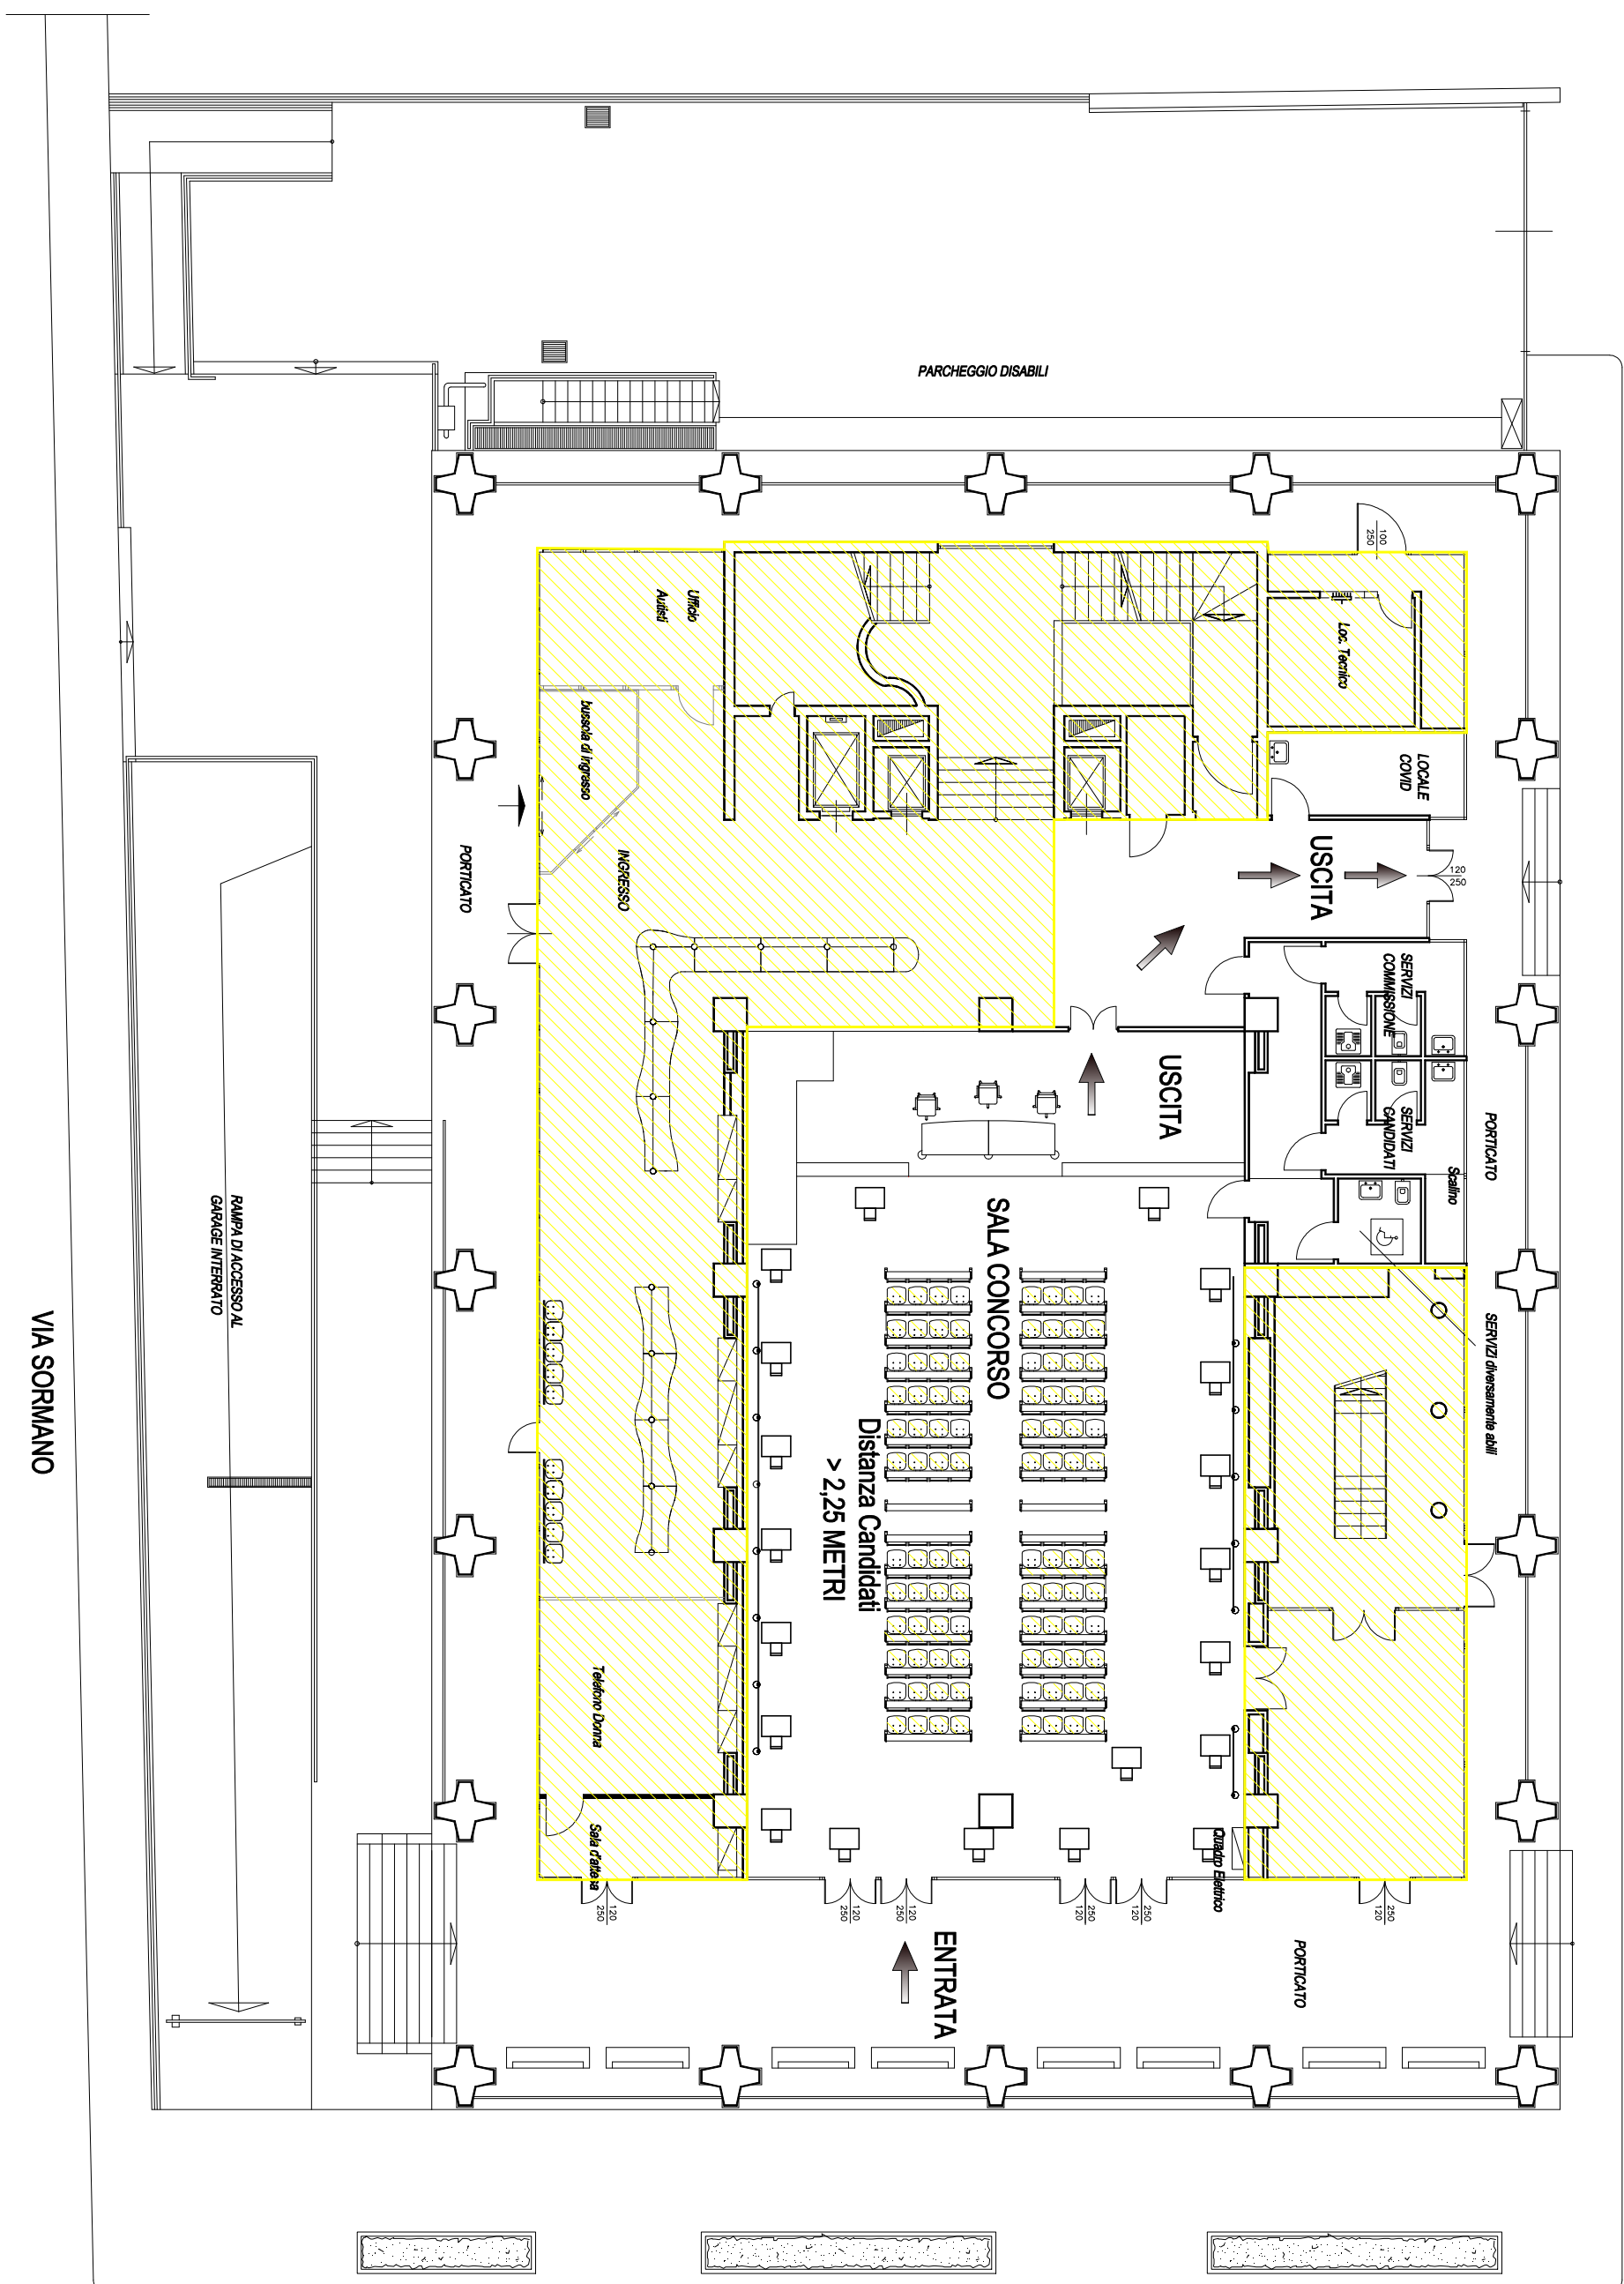 PARCHEGGIO DISABILI
100
250
Loc. Tecnico
Ufficio
Autisti
bussola di ingresso
LOCALE
COVID
120
250
USCITA
INGRESSO
PORTICATO
SERVIZI
COMMISSIONE
USCITA
SERVIZI
CANDIDATI
Scalino
PORTICATO
SALA CONCORSO
SERVIZI diversamente abili
RAMPA DI ACCESSO AL
GARAGE INTERRATO
VIA SORMANO
Distanza Candidati
> 2,25 METRI
Telefono Donna
Sala d'attesa
Quadro Elettrico
120
250
120
250
120
250
250
120
250
120
250
120
ENTRATA
PORTICATO